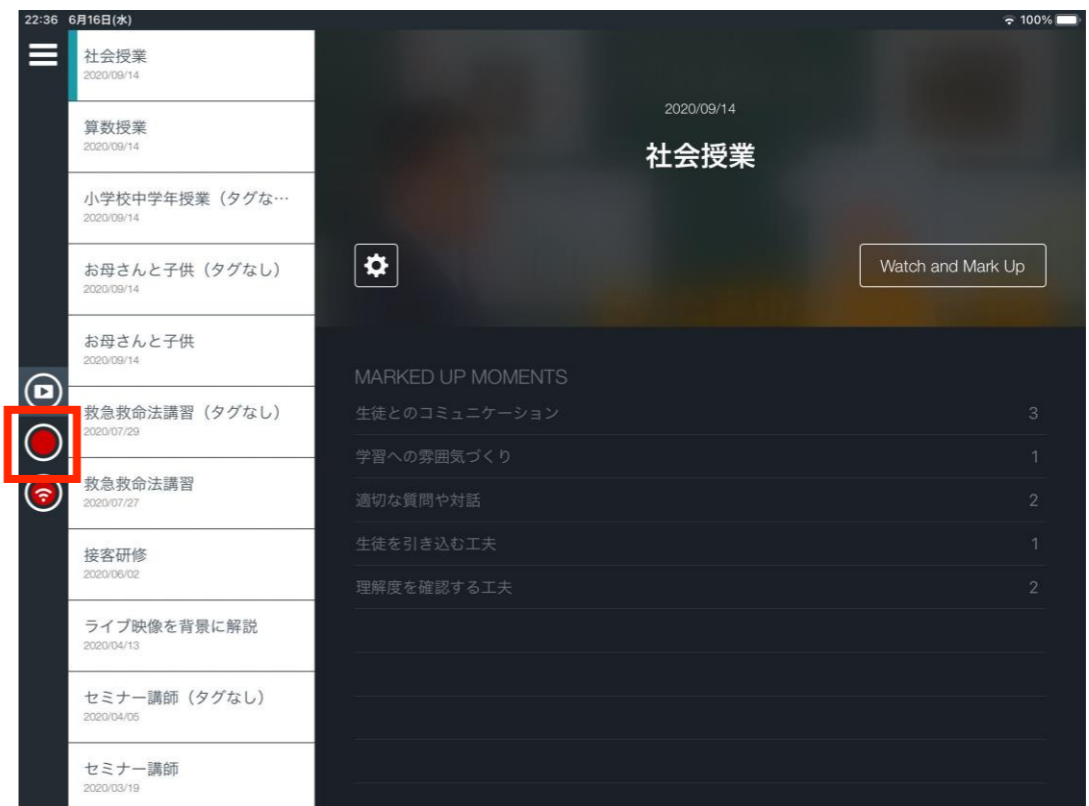 22:36 6月16日(水)
100%
社会授業
2020/09/14
算数授業
2020/09/14
小学校中学年授業（タグな…
2020/09/14
お母さんと子供（タグなし）
2020/09/14
お母さんと子供
2020/09/14
救急救命法講習（タグなし）
2020/07/29
救急救命法講習
2020/07/27
接客研修
2020/06/02
ライブ映像を背景に解説
2020/04/13
セミナー講師（タグなし）
2020/04/05
セミナー講師
2020/03/19
2020/09/14
社会授業
Watch and Mark Up
MARKED UP MOMENTS
生徒とのコミュニケーション 3
学習への雰囲気づくり 1
適切な質問や対話 2
生徒を引き込む工夫 1
理解度を確認する工夫 2